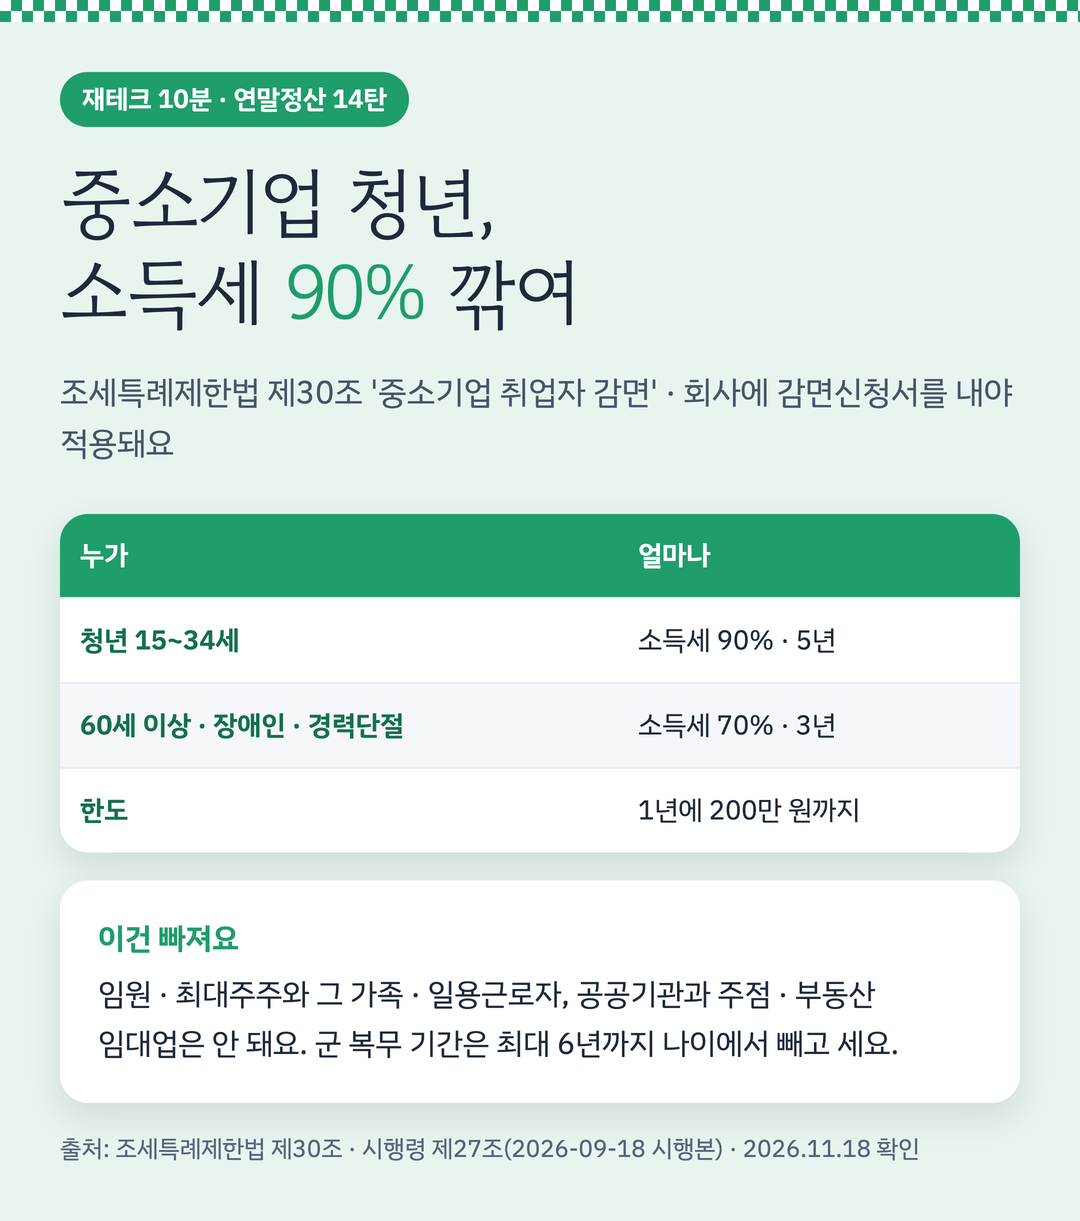 재테크 10분 · 연말정산 14탄
중소기업 청년,
소득세 90% 깎여
조세특례제한법 제30조 '중소기업 취업자 감면' · 회사에 감면신청서를 내야
적용돼요
누가 얼마나
청년 15~34세 소득세 90% · 5년
60세 이상 · 장애인 · 경력단절 소득세 70% · 3년
한도 1년에 200만 원까지
이건 빠져요
임원 · 최대주주와 그 가족 · 일용근로자, 공공기관과 주점 · 부동산
임대업은 안 돼요. 군 복무 기간은 최대 6년까지 나이에서 빼고 세요.
출처: 조세특례제한법 제30조 · 시행령 제27조(2026-09-18 시행본) · 2026.11.18 확인